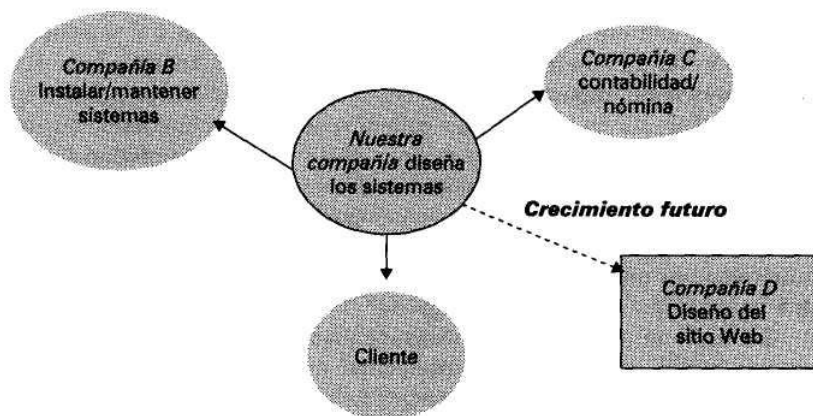 Compañía B
Instalar/mantener
sistemas
Compañía C
contabilidad/
nómina
Nuestra
compañía diseña
los sistemas
Crecimiento futuro
Compañía D
Diseño del
sitio Web
Cliente